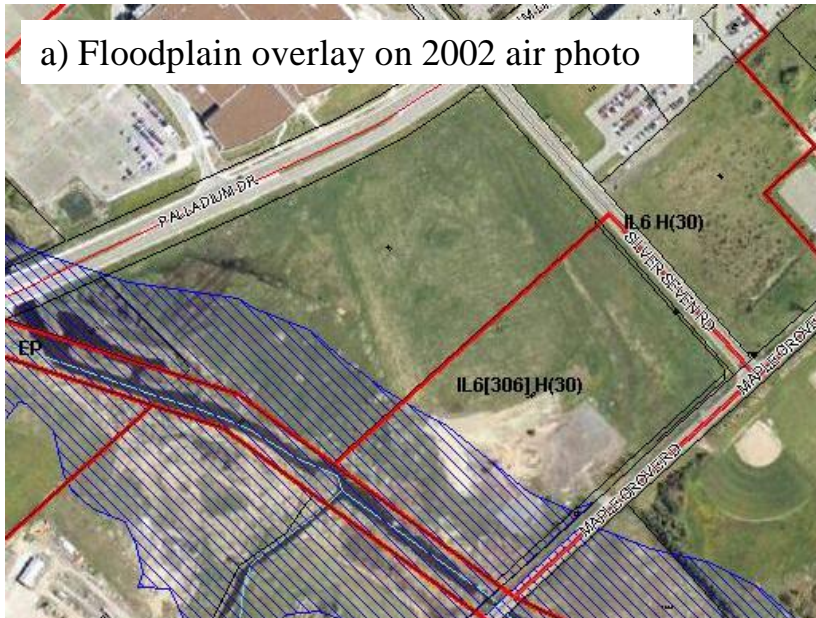 a) Floodplain overlay on 2002 air photo
PALLADIUM DR
IL6 H(30)
SILVER SEVEN RD
EP
IL6[306] H(30)
MAPLE GROVE RD
MAPLE GROVE